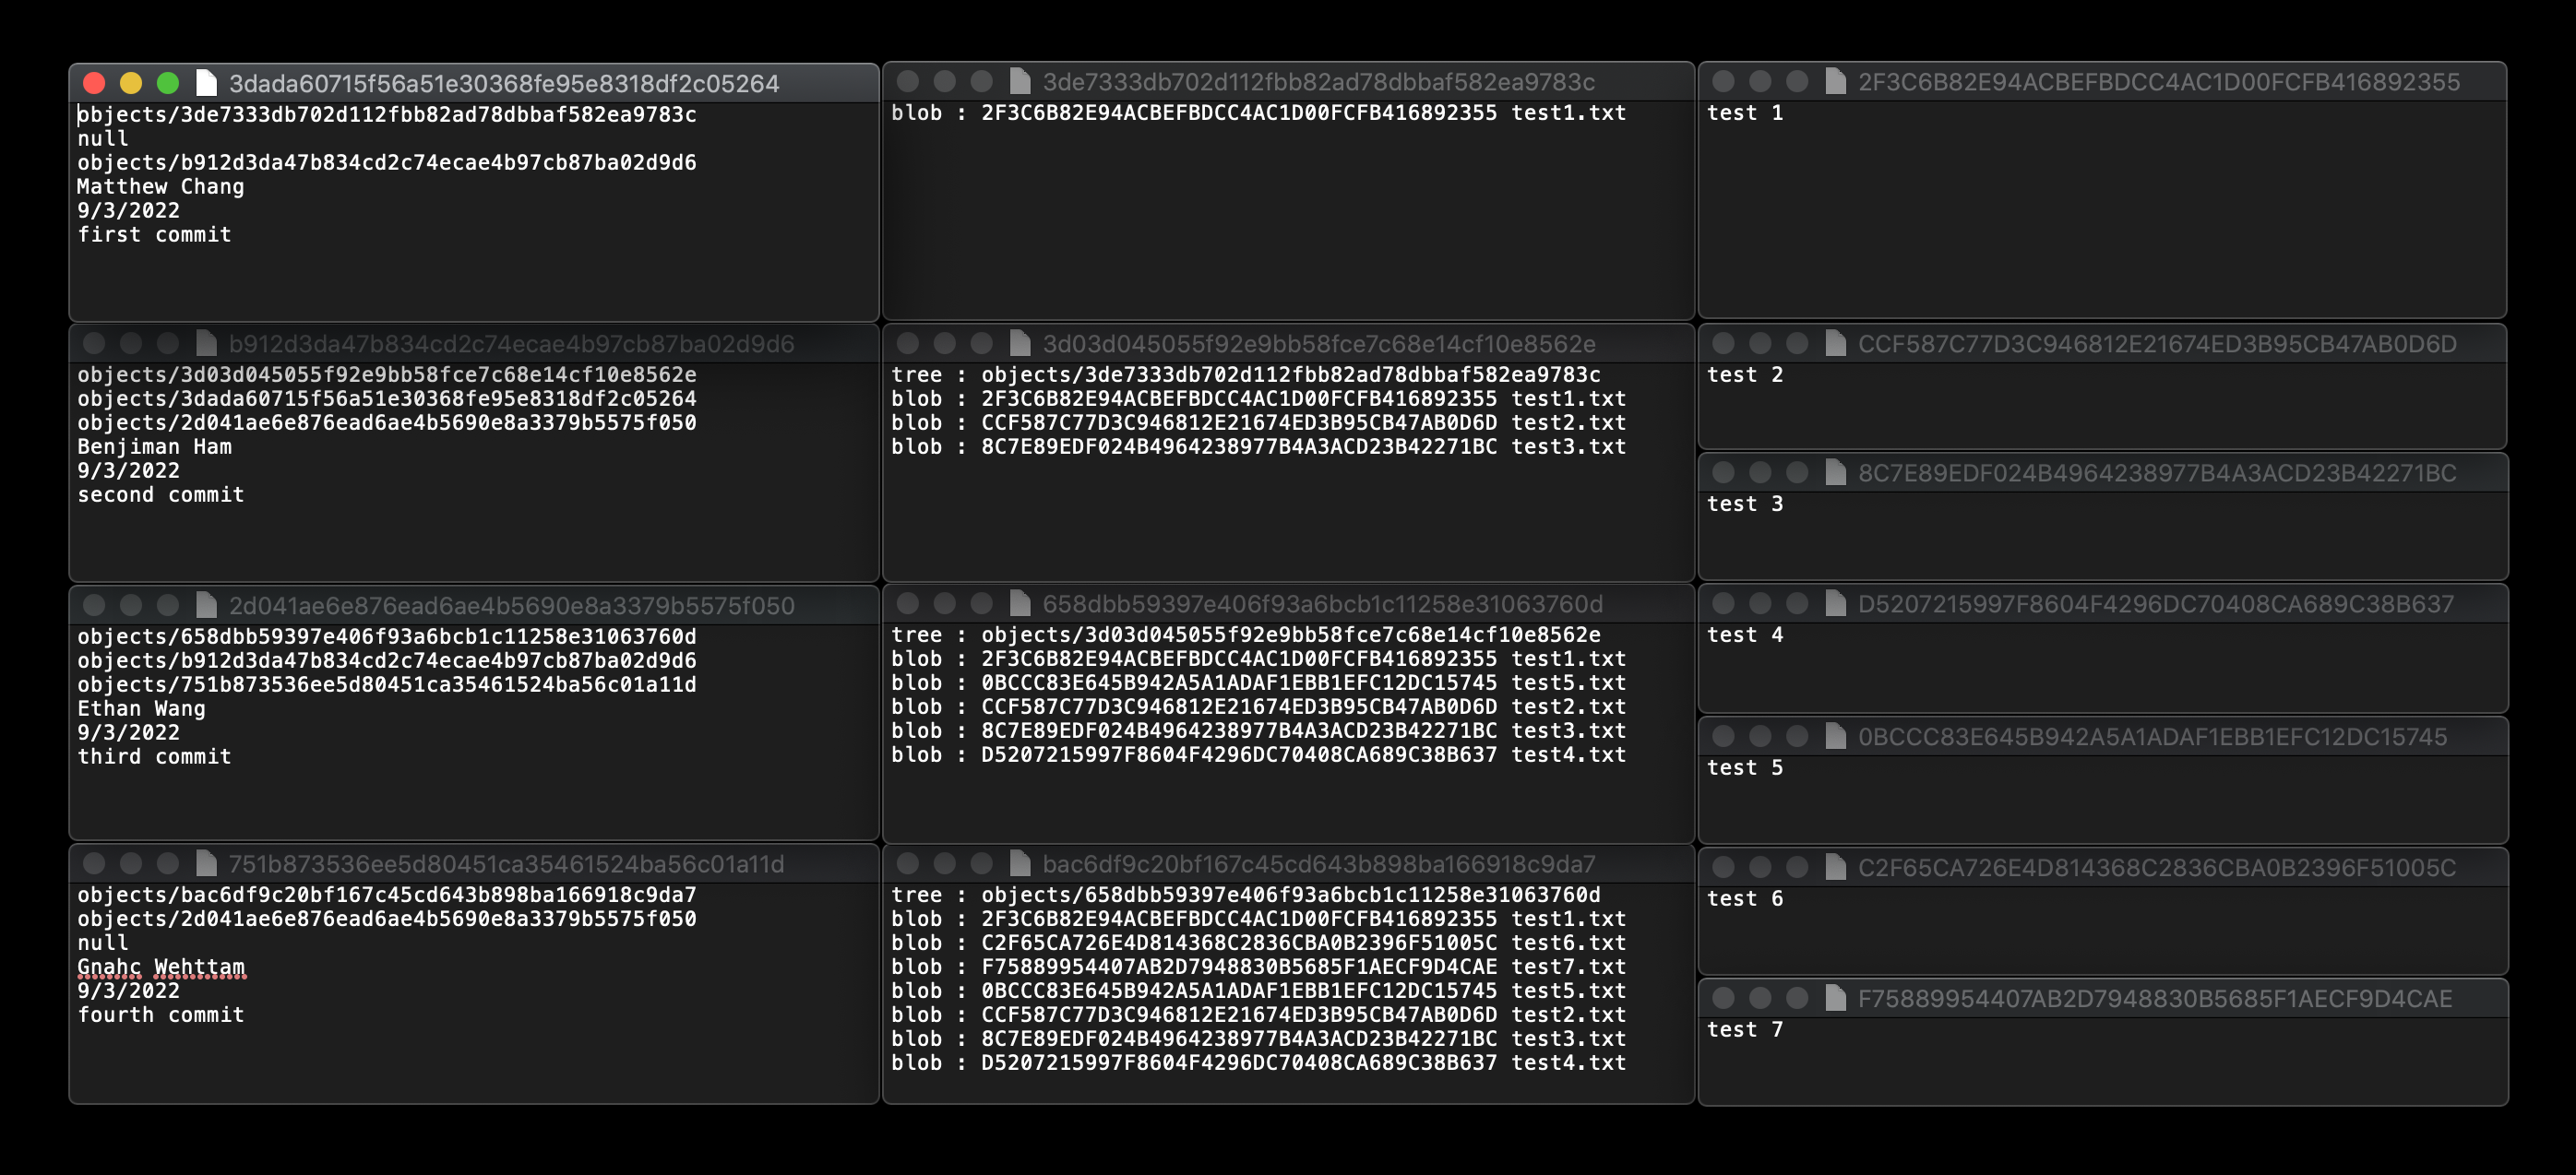 3dada60715f56a51e30368fe95e8318df2c05264
objects/3de7333db702d112fbb82ad78dbbaf582ea9783c
null
objects/b912d3da47b834cd2c74ecae4b97cb87ba02d9d6
Matthew Chang
9/3/2022
first commit
3de7333db702d112fbb82ad78dbbaf582ea9783c
blob : 2F3C6B82E94ACBEFBDCC4AC1D00FCFB416892355 test1.txt
2F3C6B82E94ACBEFBDCC4AC1D00FCFB416892355
test 1
b912d3da47b834cd2c74ecae4b97cb87ba02d9d6
objects/3d03d045055f92e9bb58fce7c68e14cf10e8562e
objects/3dada60715f56a51e30368fe95e8318df2c05264
objects/2d041ae6e876ead6ae4b5690e8a3379b5575f050
Benjiman Ham
9/3/2022
second commit
3d03d045055f92e9bb58fce7c68e14cf10e8562e
tree : objects/3de7333db702d112fbb82ad78dbbaf582ea9783c
blob : 2F3C6B82E94ACBEFBDCC4AC1D00FCFB416892355 test1.txt
blob : CCF587C77D3C946812E21674ED3B95CB47AB0D6D test2.txt
blob : 8C7E89EDF024B4964238977B4A3ACD23B42271BC test3.txt
CCF587C77D3C946812E21674ED3B95CB47AB0D6D
test 2
8C7E89EDF024B4964238977B4A3ACD23B42271BC
test 3
2d041ae6e876ead6ae4b5690e8a3379b5575f050
objects/658dbb59397e406f93a6bcb1c11258e31063760d
objects/b912d3da47b834cd2c74ecae4b97cb87ba02d9d6
objects/751b873536ee5d80451ca35461524ba56c01a11d
Ethan Wang
9/3/2022
third commit
658dbb59397e406f93a6bcb1c11258e31063760d
tree : objects/3d03d045055f92e9bb58fce7c68e14cf10e8562e
blob : 2F3C6B82E94ACBEFBDCC4AC1D00FCFB416892355 test1.txt
blob : 0BCCC83E645B942A5A1ADAF1EBB1EFC12DC15745 test5.txt
blob : CCF587C77D3C946812E21674ED3B95CB47AB0D6D test2.txt
blob : 8C7E89EDF024B4964238977B4A3ACD23B42271BC test3.txt
blob : D5207215997F8604F4296DC70408CA689C38B637 test4.txt
D5207215997F8604F4296DC70408CA689C38B637
test 4
0BCCC83E645B942A5A1ADAF1EBB1EFC12DC15745
test 5
751b873536ee5d80451ca35461524ba56c01a11d
objects/bac6df9c20bf167c45cd643b898ba166918c9da7
objects/2d041ae6e876ead6ae4b5690e8a3379b5575f050
null
Gnahc Wehttam
9/3/2022
fourth commit
bac6df9c20bf167c45cd643b898ba166918c9da7
tree : objects/658dbb59397e406f93a6bcb1c11258e31063760d
blob : 2F3C6B82E94ACBEFBDCC4AC1D00FCFB416892355 test1.txt
blob : C2F65CA726E4D814368C2836CBA0B2396F51005C test6.txt
blob : F75889954407AB2D7948830B5685F1AECF9D4CAE test7.txt
blob : 0BCCC83E645B942A5A1ADAF1EBB1EFC12DC15745 test5.txt
blob : CCF587C77D3C946812E21674ED3B95CB47AB0D6D test2.txt
blob : 8C7E89EDF024B4964238977B4A3ACD23B42271BC test3.txt
blob : D5207215997F8604F4296DC70408CA689C38B637 test4.txt
C2F65CA726E4D814368C2836CBA0B2396F51005C
test 6
F75889954407AB2D7948830B5685F1AECF9D4CAE
test 7